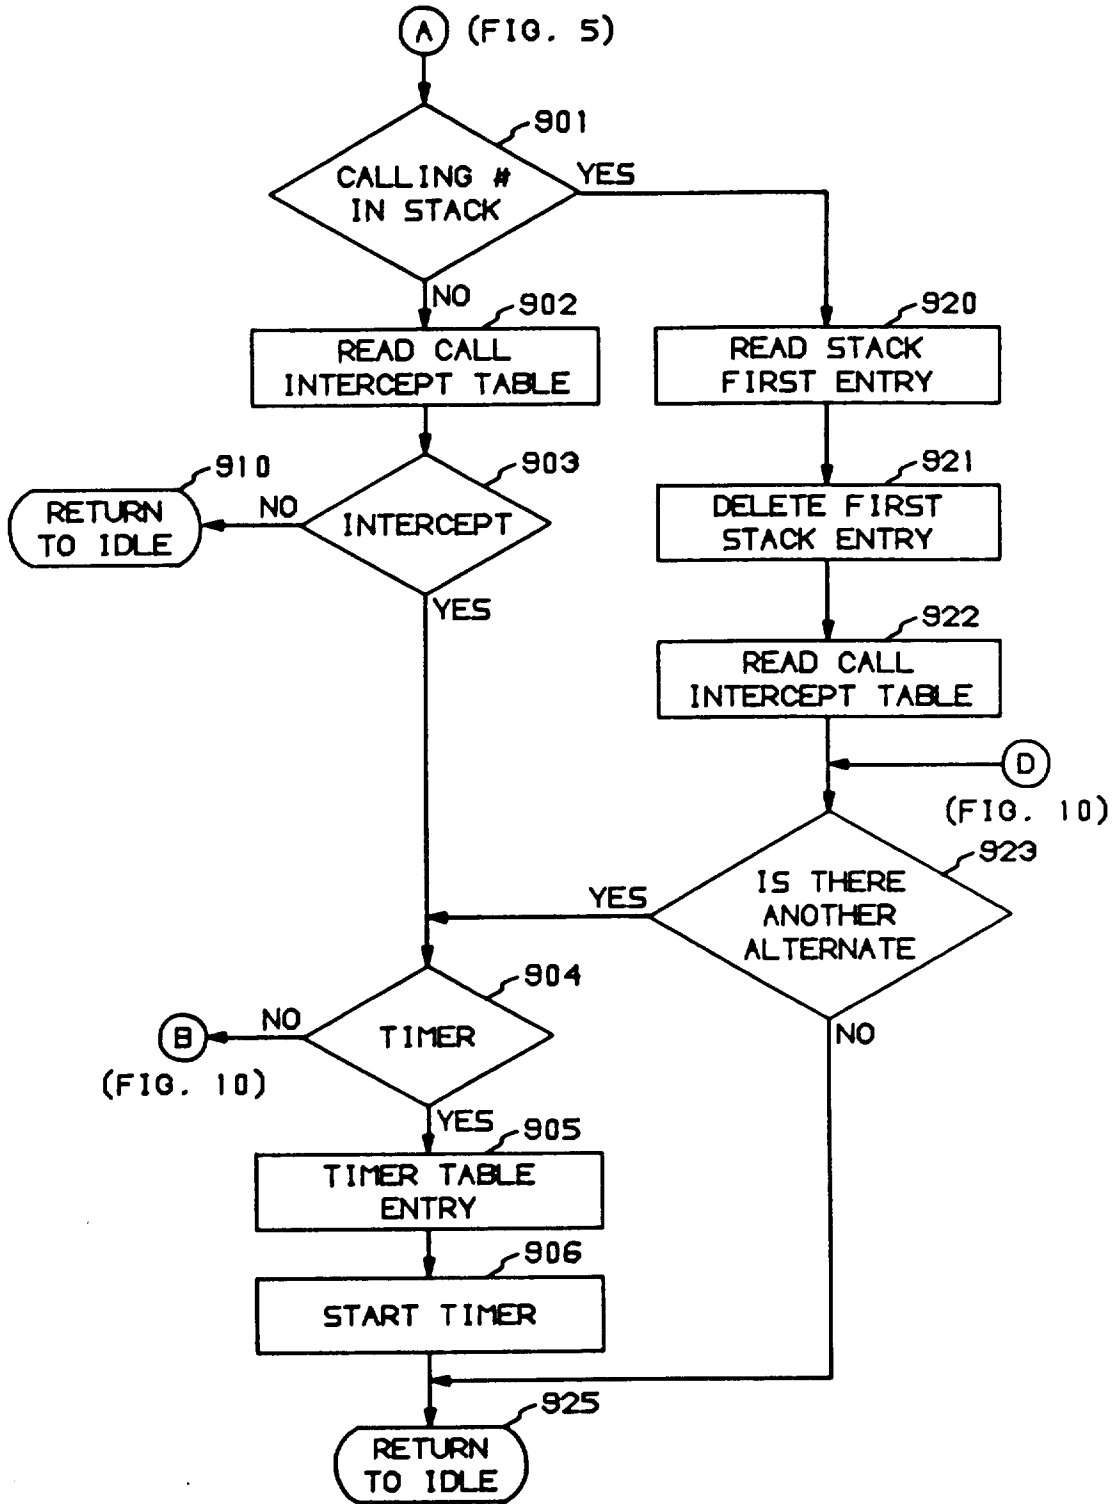 A (FIG. 5)
901
CALLING #
IN STACK
YES
NO
902
READ CALL
INTERCEPT TABLE
920
READ STACK
FIRST ENTRY
910
RETURN
TO IDLE
NO
903
INTERCEPT
YES
921
DELETE FIRST
STACK ENTRY
922
READ CALL
INTERCEPT TABLE
D
(FIG. 10)
923
IS THERE
ANOTHER
ALTERNATE
YES
NO
904
TIMER
NO
B
(FIG. 10)
YES
905
TIMER TABLE
ENTRY
906
START TIMER
925
RETURN
TO IDLE